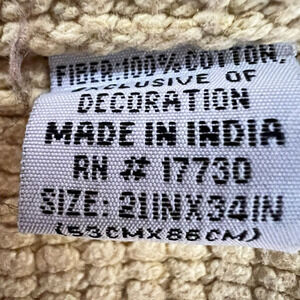 FIBER:100% COTTON,
EXCLUSIVE OF
DECORATION
MADE IN INDIA
RN # 17730
SIZE: 21INX34IN
(53CMX86CM)